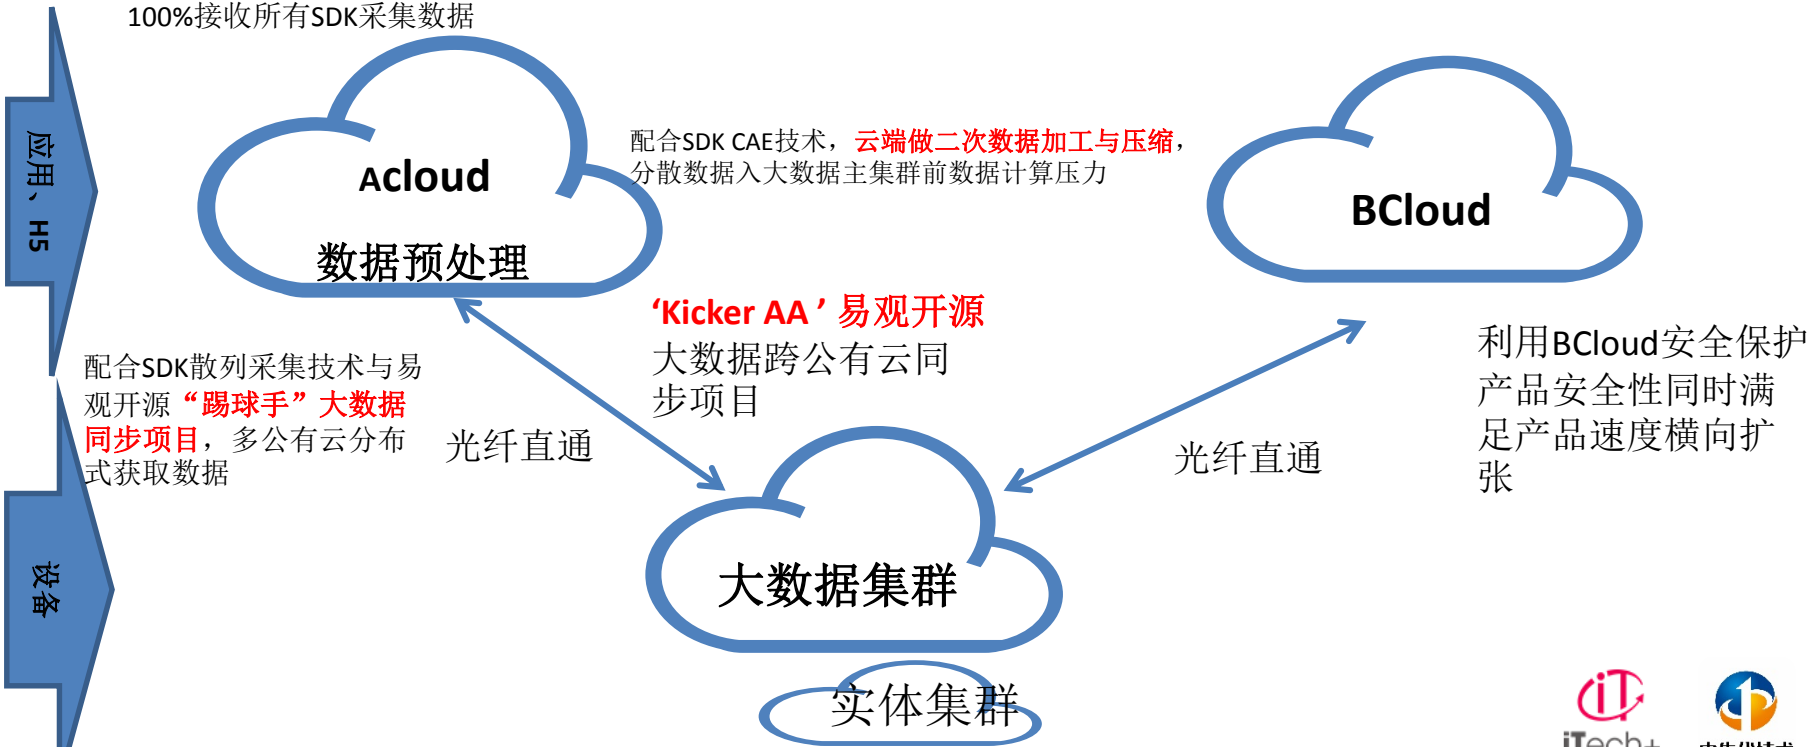 100%接收所有SDK采集数据
应用、H5
Acloud
数据预处理
配合SDK CAE技术，云端做二次数据加工与压缩，
分散数据入大数据主集群前数据计算压力
BCloud
‘Kicker AA ’ 易观开源
大数据跨公有云同
步项目
配合SDK散列采集技术与易
观开源“踢球手”大数据
同步项目，多公有云分布
式获取数据
光纤直通
光纤直通
利用BCloud安全保护
产品安全性同时满
足产品速度横向扩
张
设备
大数据集群
实体集群
iT
iTech+